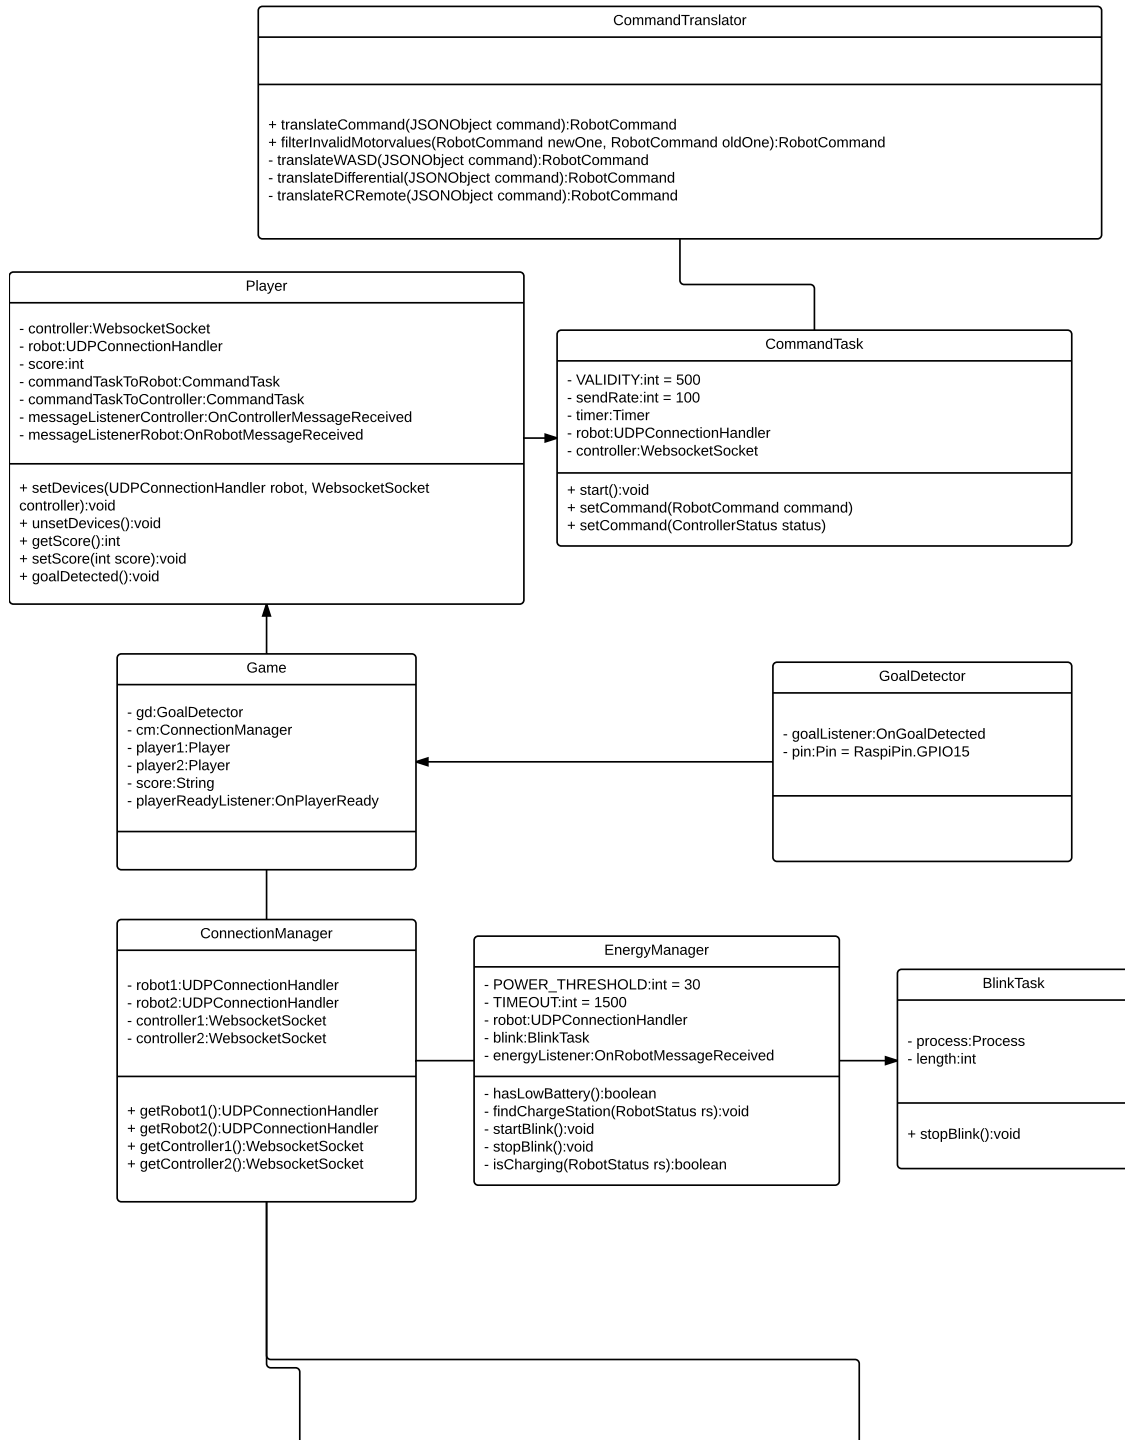 CommandTranslator
+ translateCommand(JSONObject command):RobotCommand
+ filterInvalidMotorvalues(RobotCommand newOne, RobotCommand oldOne):RobotCommand
- translateWASD(JSONObject command):RobotCommand
- translateDifferential(JSONObject command):RobotCommand
- translateRCRemote(JSONObject command):RobotCommand
Player
- controller:WebsocketSocket
- robot:UDPConnectionHandler
- score:int
- commandTaskToRobot:CommandTask
- commandTaskToController:CommandTask
- messageListenerController:OnControllerMessageReceived
- messageListenerRobot:OnRobotMessageReceived
+ setDevices(UDPConnectionHandler robot, WebsocketSocket
controller):void
+ unsetDevices():void
+ getScore():int
+ setScore(int score):void
+ goalDetected():void
CommandTask
- VALIDITY:int = 500
- sendRate:int = 100
- timer:Timer
- robot:UDPConnectionHandler
- controller:WebsocketSocket
+ start():void
+ setCommand(RobotCommand command)
+ setCommand(ControllerStatus status)
Game
- gd:GoalDetector
- cm:ConnectionManager
- player1:Player
- player2:Player
- score:String
- playerReadyListener:OnPlayerReady
GoalDetector
- goalListener:OnGoalDetected
- pin:Pin = RaspiPin.GPIO15
ConnectionManager
- robot1:UDPConnectionHandler
- robot2:UDPConnectionHandler
- controller1:WebsocketSocket
- controller2:WebsocketSocket
+ getRobot1():UDPConnectionHandler
+ getRobot2():UDPConnectionHandler
+ getController1():WebsocketSocket
+ getController2():WebsocketSocket
EnergyManager
- POWER_THRESHOLD:int = 30
- TIMEOUT:int = 1500
- robot:UDPConnectionHandler
- blink:BlinkTask
- energyListener:OnRobotMessageReceived
- hasLowBattery():boolean
- findChargeStation(RobotStatus rs):void
- startBlink():void
- stopBlink():void
- isCharging(RobotStatus rs):boolean
BlinkTask
- process:Process
- length:int
+ stopBlink():void